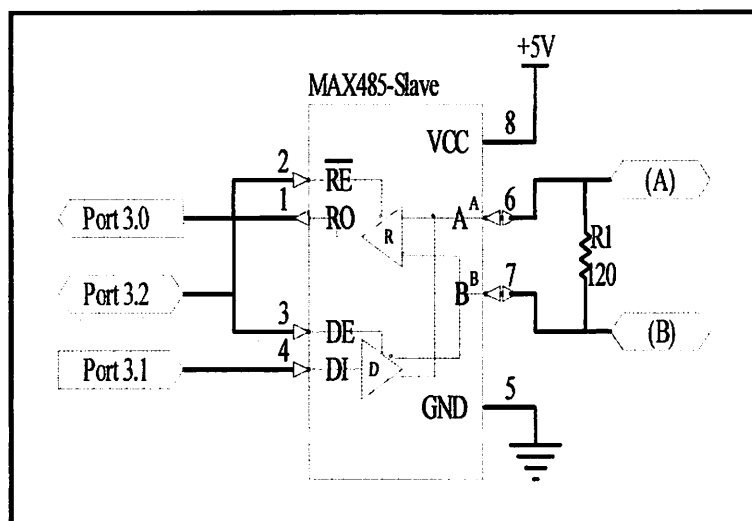 +5V
MAX485-Slave
8
VCC
2
RE
1
RO
Port 3.0
R
A
A
6
(A)
R1
120
Port 3.2
B
B
7
3
DE
(B)
4
DI
D
Port 3.1
GND
5